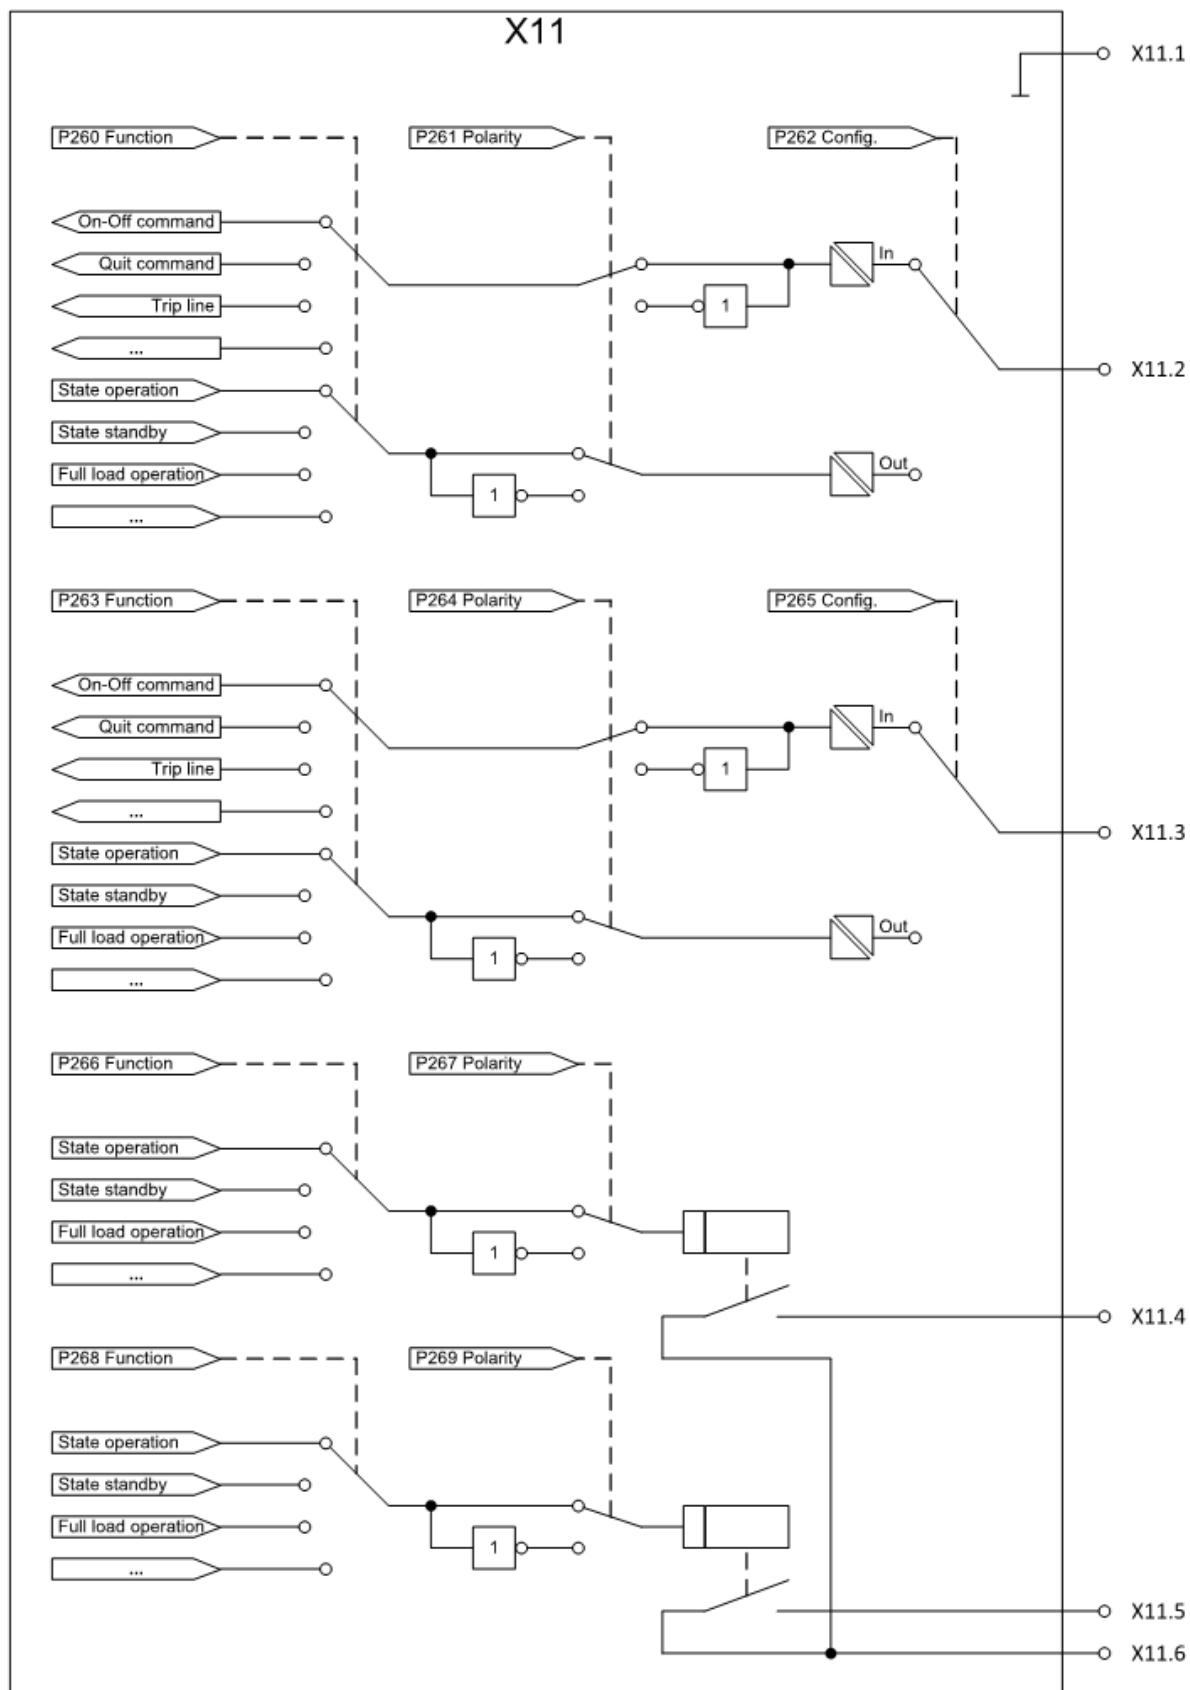 X11
X11.1
P260 Function
P261 Polarity
P262 Config.
On-Off command
Quit command
In
Trip line
1
...
X11.2
State operation
State standby
Full load operation
Out
1
...
P263 Function
P264 Polarity
P265 Config.
On-Off command
Quit command
In
Trip line
1
...
X11.3
State operation
State standby
Full load operation
Out
1
...
P266 Function
P267 Polarity
State operation
State standby
Full load operation
1
...
X11.4
P268 Function
P269 Polarity
State operation
State standby
Full load operation
1
...
X11.5
X11.6